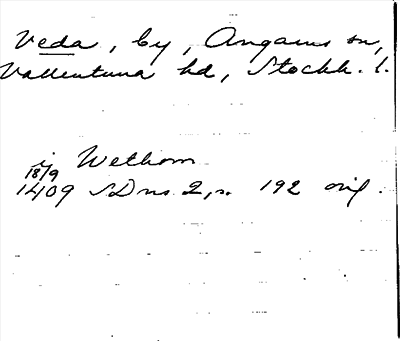 Veda, by, Angarns sn,
Vallentuna hd, Stockh. l.
i Wethom
18/9
1409 SDns 2, s. 192 orig.